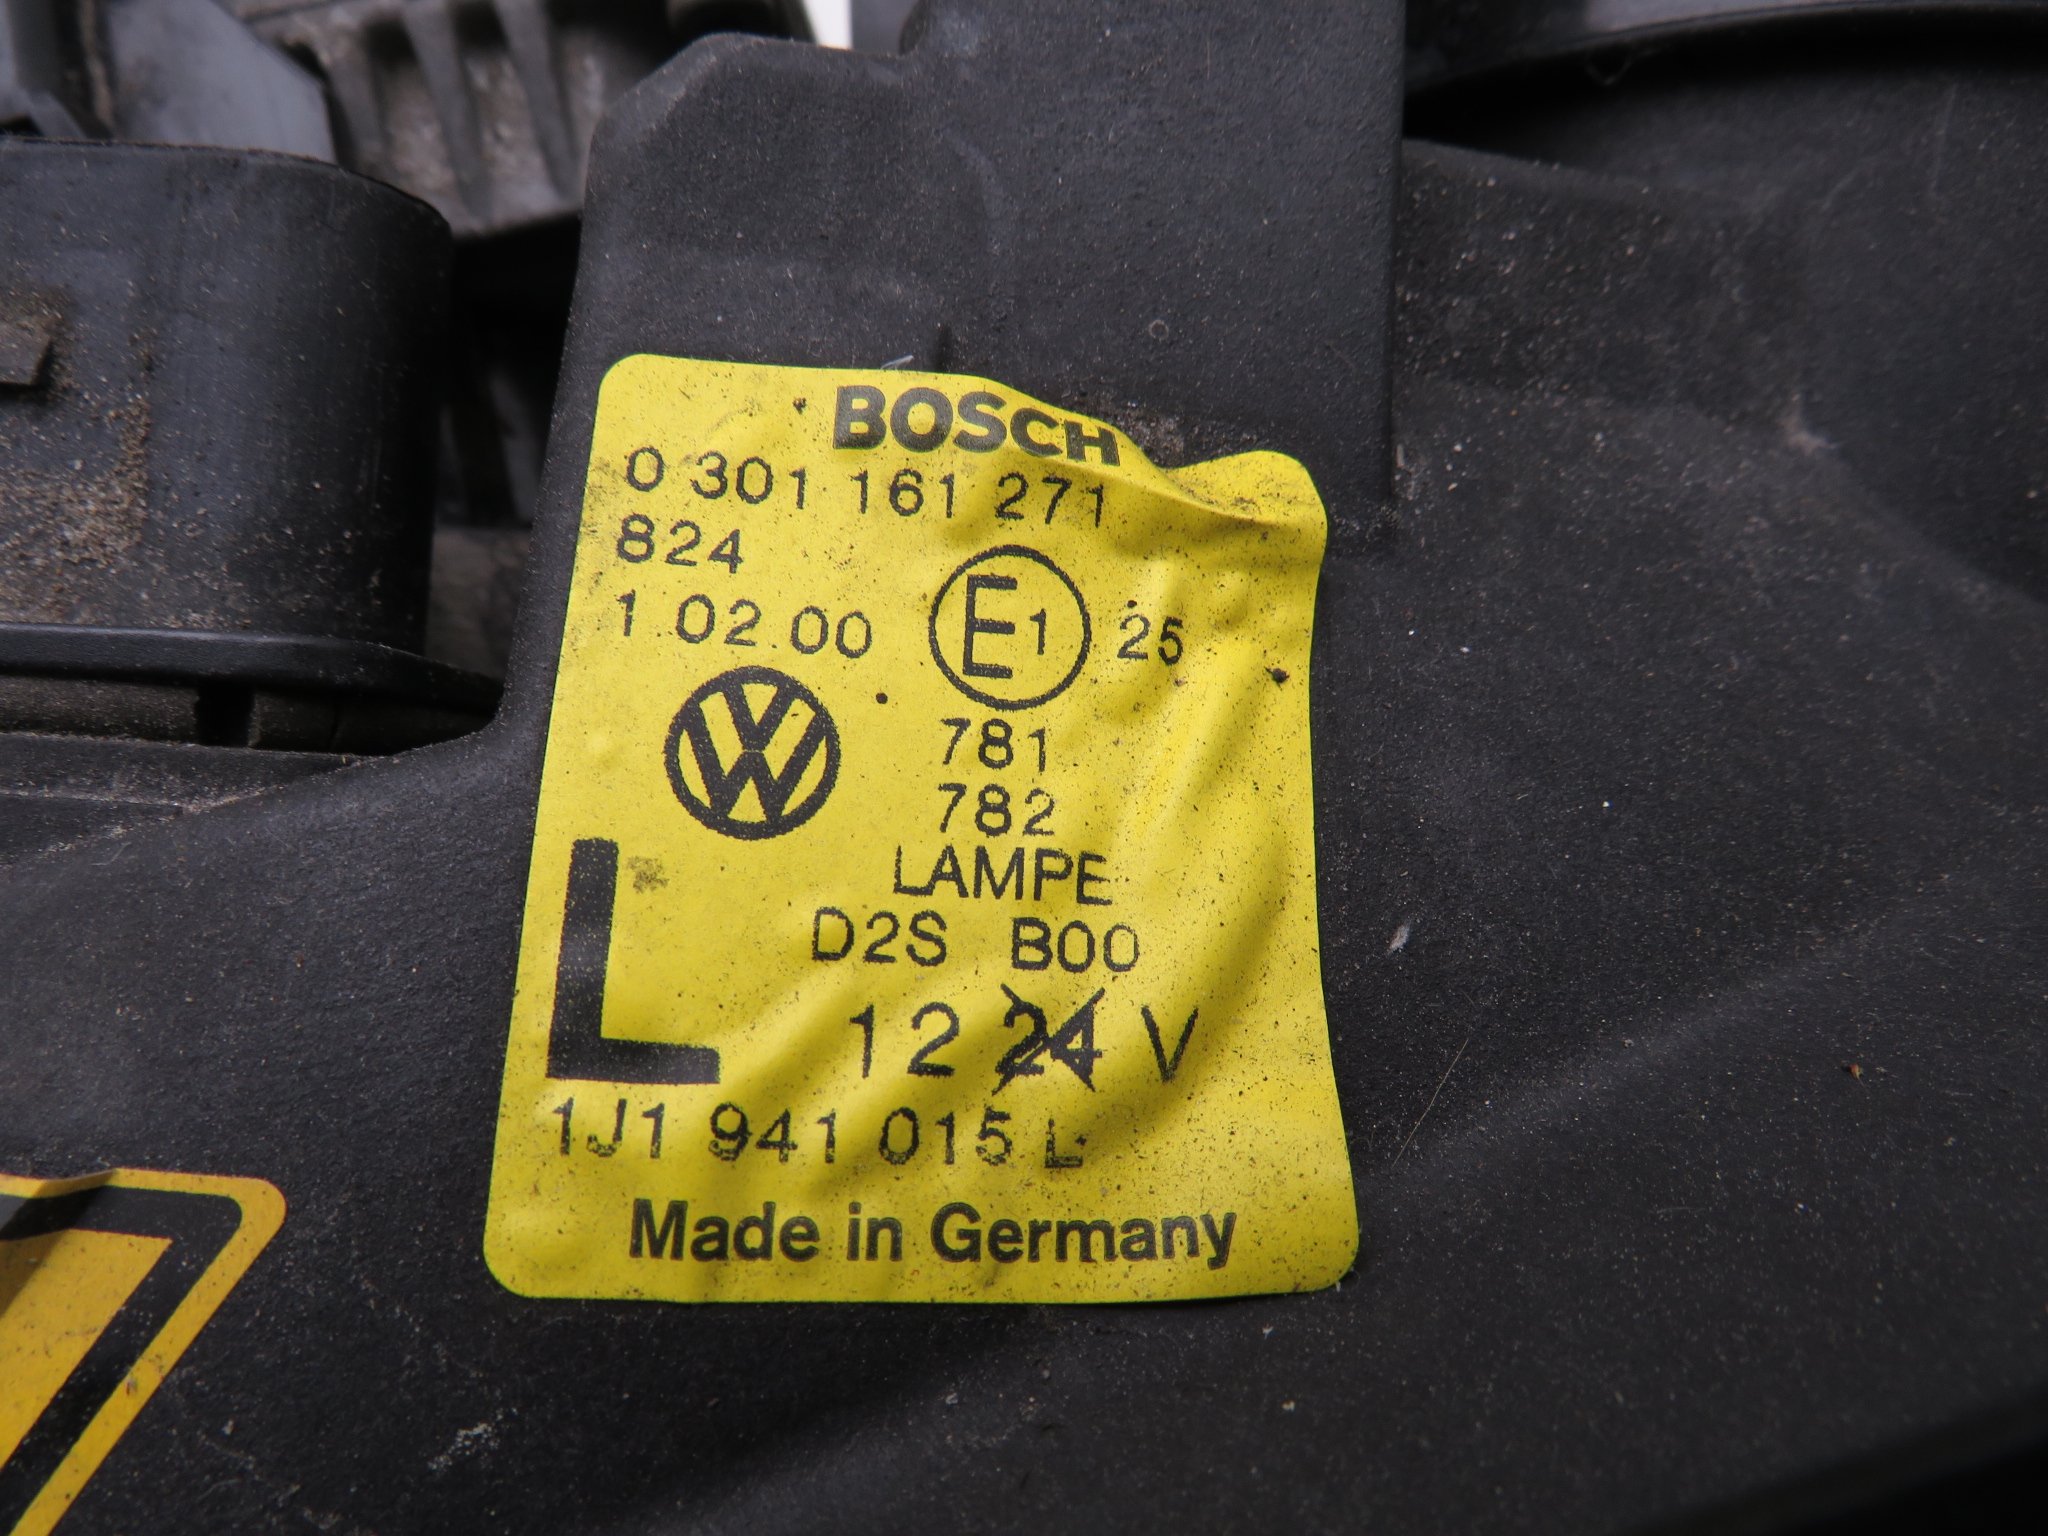 BOSCH
0 301 161 271
824
1 02.00 E1 25
781
782
LAMPE
D2S B00
L
12 24 V
1J1 941 015 L
Made in Germany